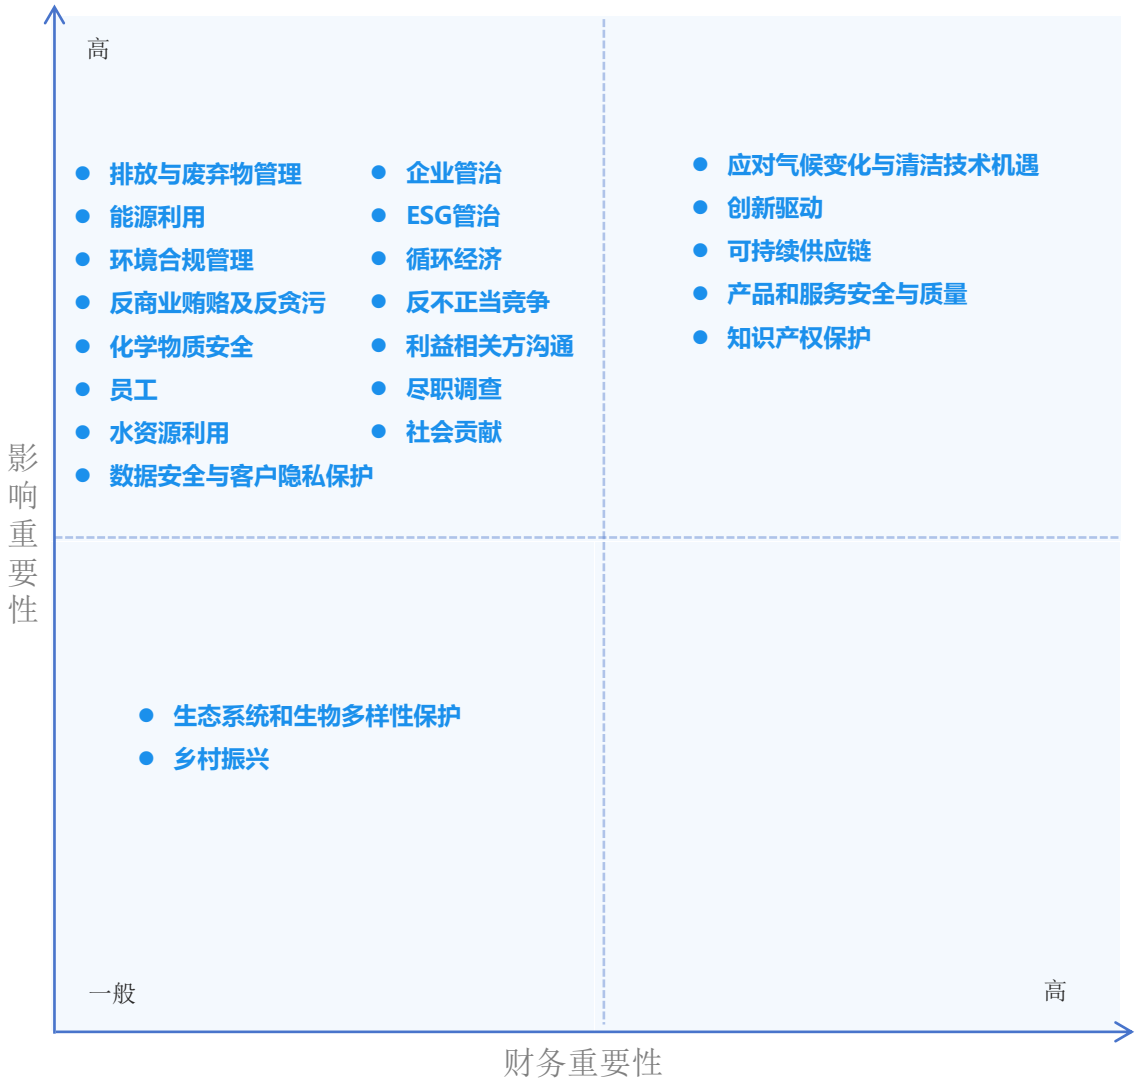 高
排放与废弃物管理
能源利用
环境合规管理
反商业贿赂及反贪污
化学物质安全
员工
水资源利用
数据安全与客户隐私保护
企业管治
ESG管治
循环经济
反不正当竞争
利益相关方沟通
尽职调查
社会贡献
应对气候变化与清洁技术机遇
创新驱动
可持续供应链
产品和服务安全与质量
知识产权保护
影响重要性
生态系统和生物多样性保护
乡村振兴
一般
高
财务重要性